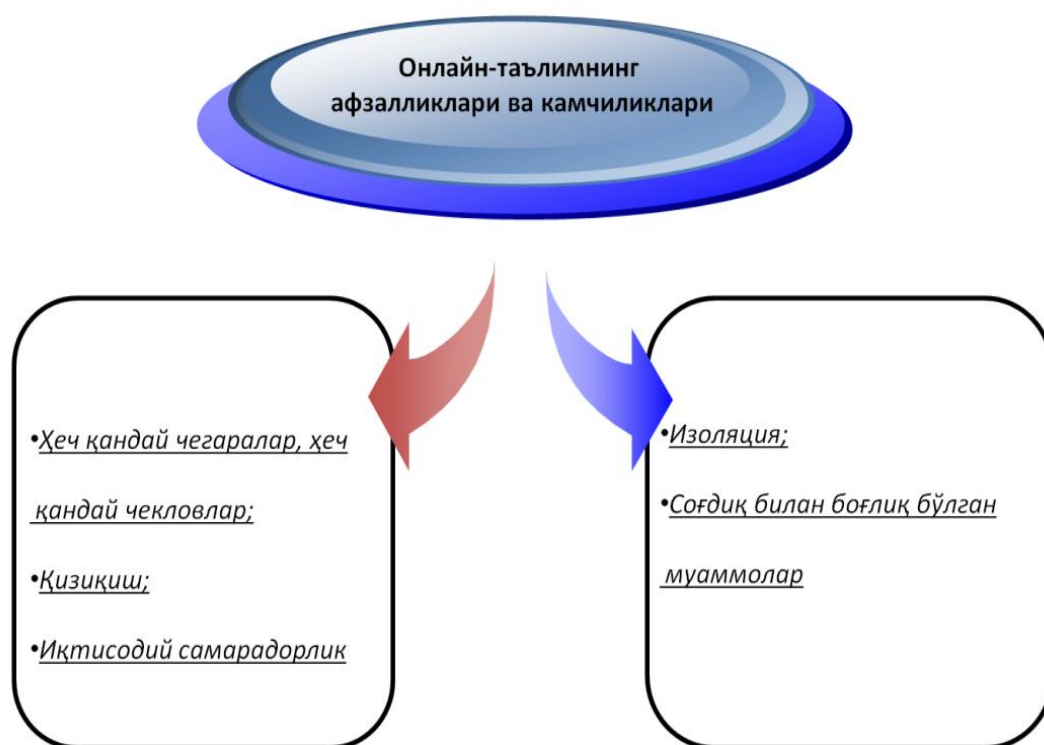 Онлайн-таълимнинг
афзалликлари ва камчиликлари
•Ҳеч қандай чегаралар, ҳеч
қандай чекловлар;
•Қизиқиш;
•Иқтисодий самарадорлик
•Изоляция;
•Соғдиқ билан боғлиқ бўлган
муаммолар